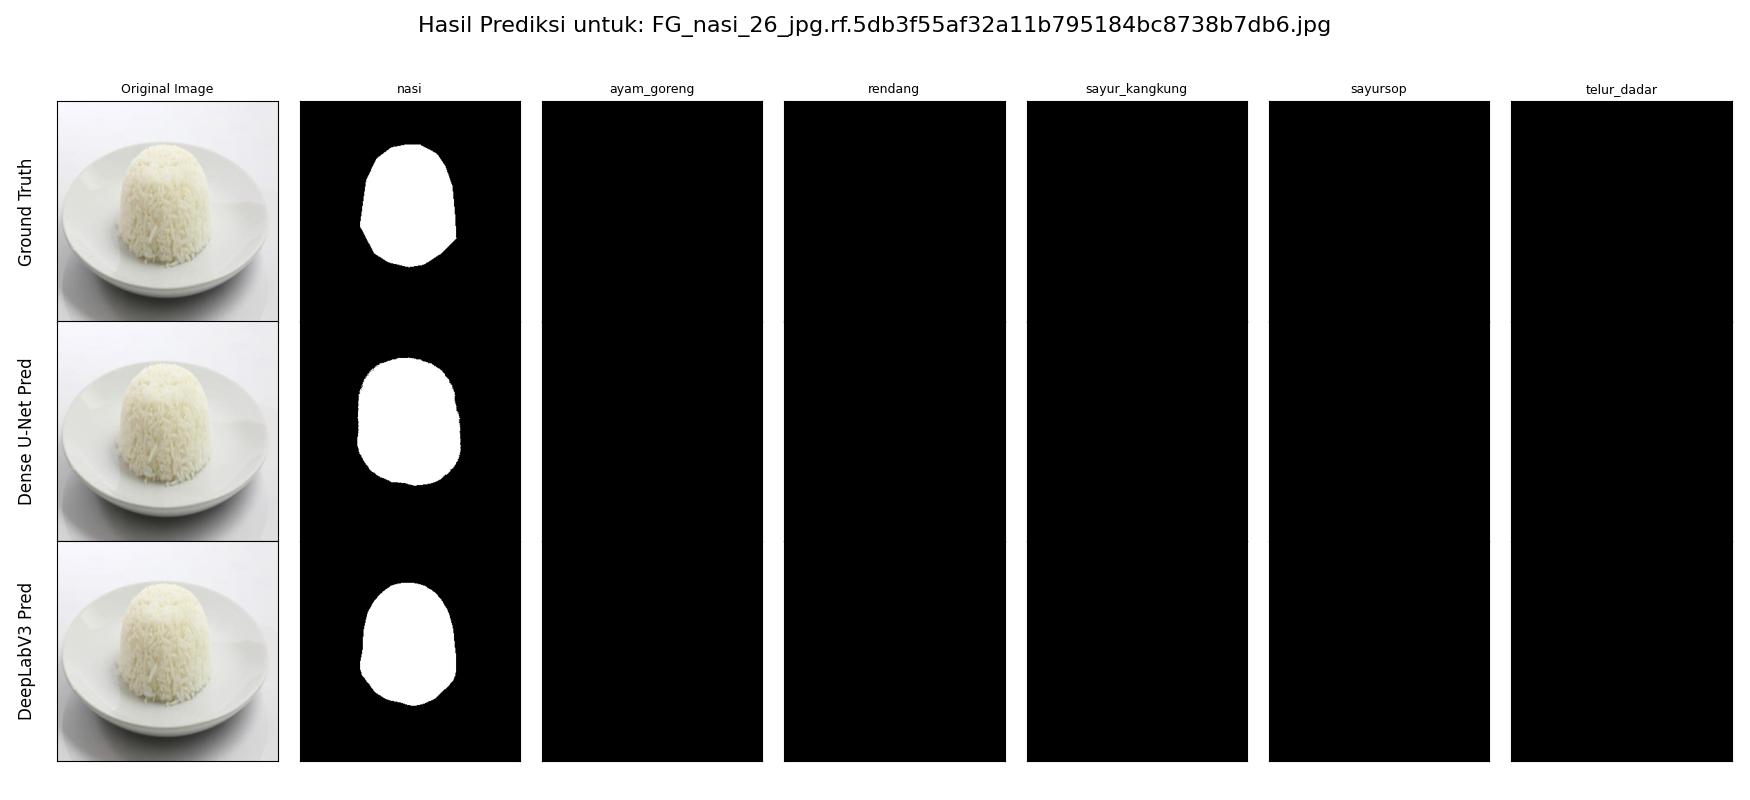 Hasil Prediksi untuk: FG_nasi_26_jpg.rf.5db3f55af32a11b795184bc8738b7db6.jpg
Original Image
nasi
ayam_goreng
rendang
sayur_kangkung
sayursop
telur_dadar
Ground Truth
Dense U-Net Pred
DeepLabV3 Pred